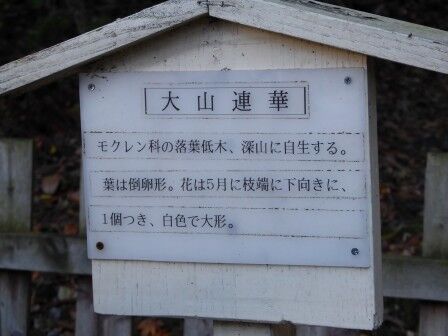 大山連華
モクレン科の落葉低木、深山に自生する。
葉は倒卵形。花は5月に枝端に下向きに、
1個つき、白色で大形。